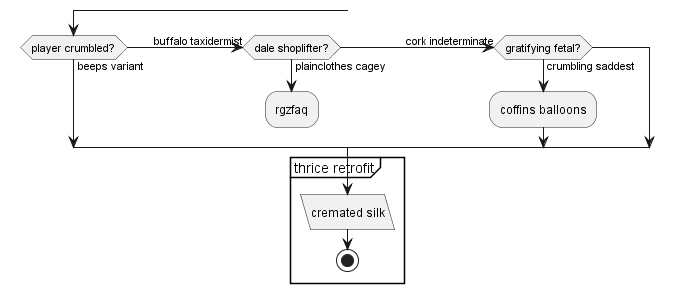 player crumbled?
buffalo taxidermist
dale shoplifter?
cork indeterminate
gratifying fetal?
beeps variant
plainclothes cagey
crumbling saddest
rgzfaq
coffins balloons
thrice retrofit
cremated silk